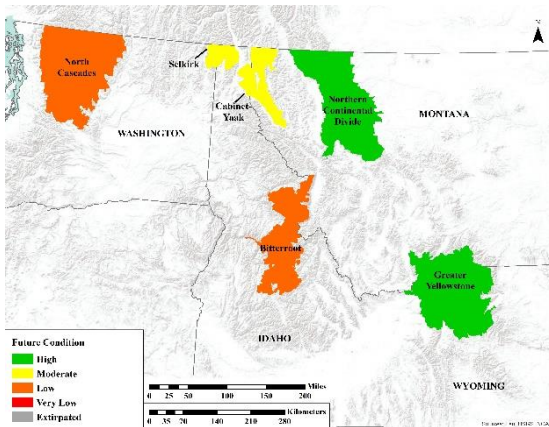 N
North
Cascades
Selkirk
Cabinet-
Yaak
Northern
Continental
Divide
MONTANA
WASHINGTON
Bitterroot
Greater
Yellowstone
IDAHO
WYOMING
Future Condition
High
Moderate
Low
Very Low
Extirpated
Miles
0 25 50 100 150 200
Kilometers
0 35 70 140 210 280